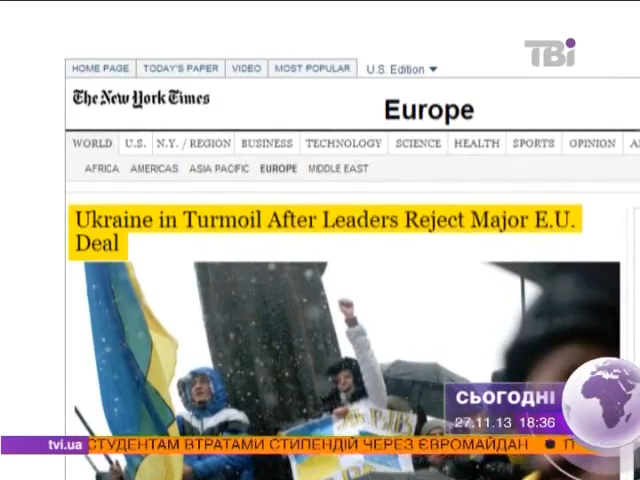 ТВі
HOME PAGE TODAY'S PAPER VIDEO MOST POPULAR U.S. Edition
The New York Times
Europe
WORLD U.S. N.Y. / REGION BUSINESS TECHNOLOGY SCIENCE HEALTH SPORTS OPINION
AFRICA AMERICAS ASIA PACIFIC EUROPE MIDDLE EAST
Ukraine in Turmoil After Leaders Reject Major E.U.
Deal
СЬОГОДНІ
27.11.13 18:36
tvi.ua СТУДЕНТАМ ВТРАТАМИ СТИПЕНДІЙ ЧЕРЕЗ ЄВРОМАЙДАН